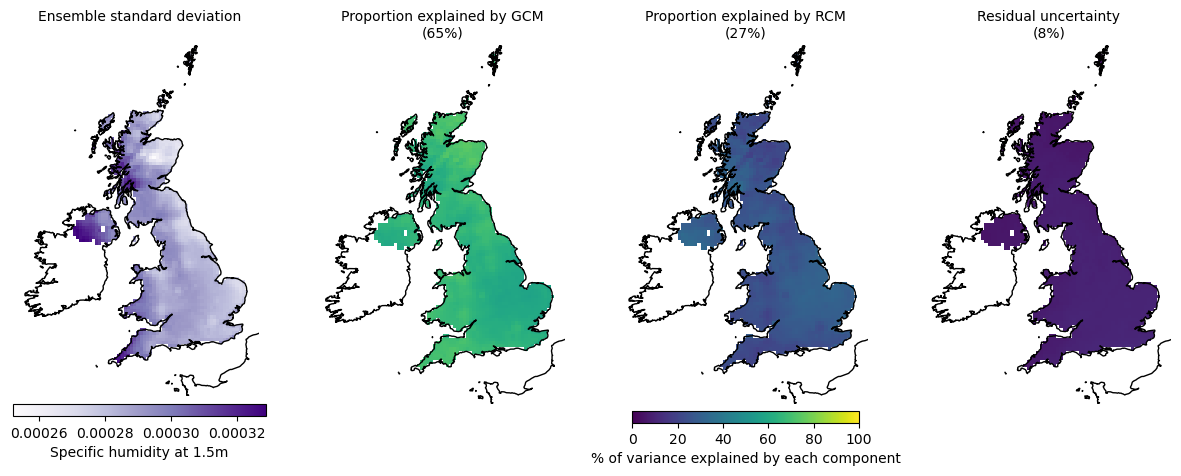 Ensemble standard deviation
Proportion explained by GCM
(65%)
Proportion explained by RCM
(27%)
Residual uncertainty
(8%)
0.00026 0.00028 0.00030 0.00032
Specific humidity at 1.5m
0 20 40 60 80 100
% of variance explained by each component